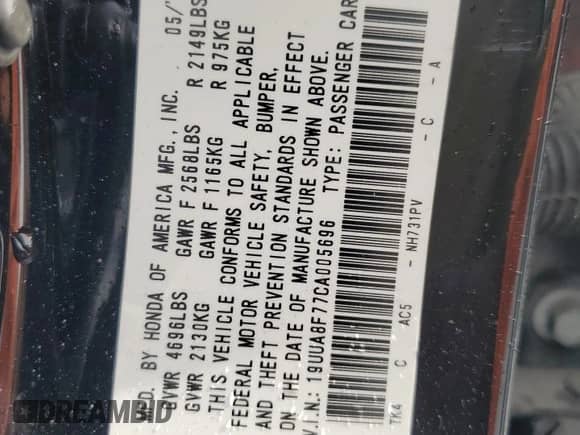 MFD. BY HONDA OF AMERICA MFG., INC. 05/
GVWR 4696LBS GAWR F 2568LBS R 2149LBS
GVWR 2130KG GAWR F 1165KG R 975KG
THIS VEHICLE CONFORMS TO ALL APPLICABLE
FEDERAL MOTOR VEHICLE SAFETY, BUMPER,
AND THEFT PREVENTION STANDARDS IN EFFECT
ON THE DATE OF MANUFACTURE SHOWN ABOVE.
V.I.N.: 19UUA8F77CA005696 TYPE: PASSENGER CAR
TK4 C AC5 - NH731PV - C - A
DREAMBID